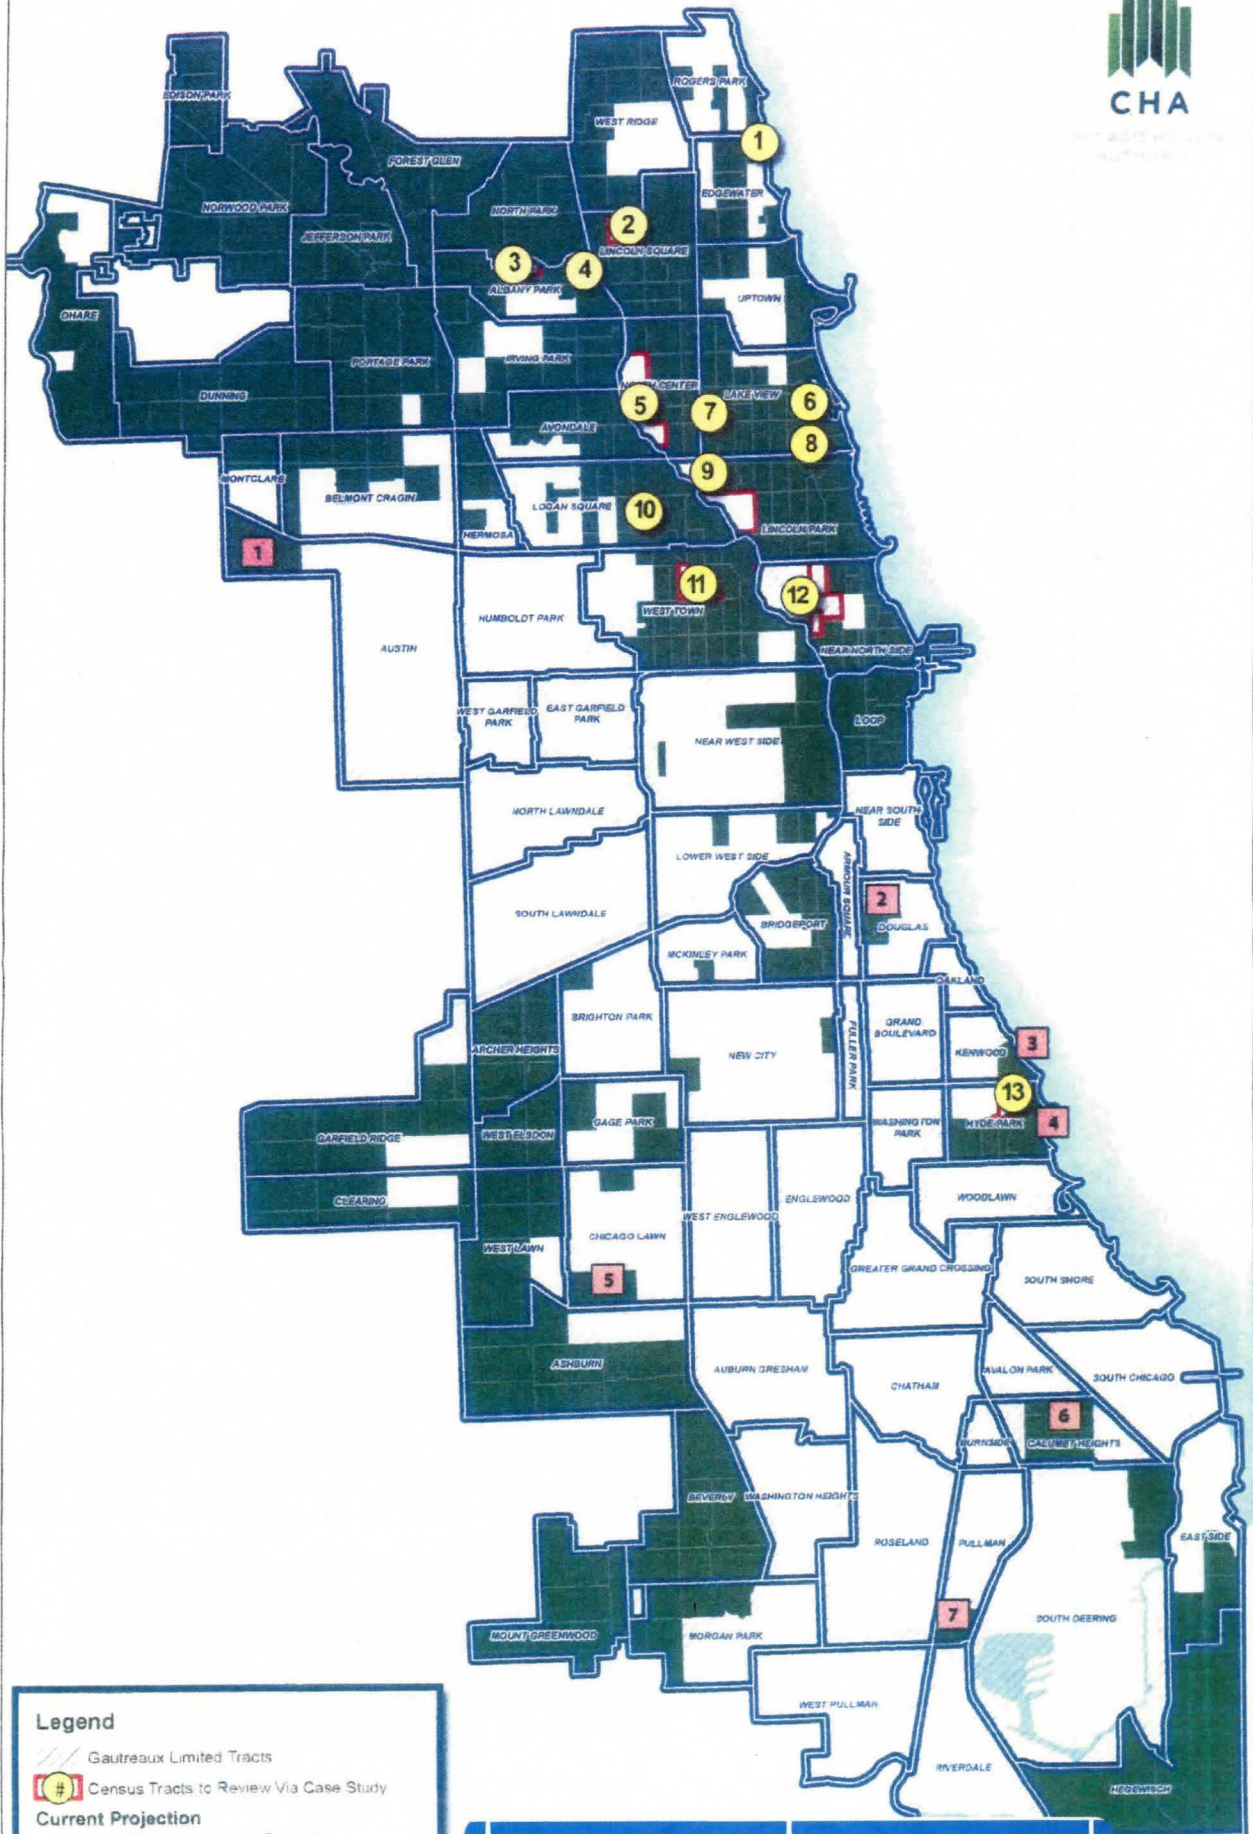 CHA
EDISON PARK
ROGERS PARK
WEST RIDGE
1
FOREST GLEN
EDGEWATER
NORWOOD PARK
NORTH PARK
2
JEFFERSON PARK
LINCOLN SQUARE
3
4
ALBANY PARK
UPTOWN
OHARE
PORTAGE PARK
IRVING PARK
CENTER
DUNNING
LAKE VIEW
5
7
6
AVONDALE
8
9
MONTCLARE
BELMONT CRAGIN
LOGAN SQUARE
10
HERMOSA
LINCOLN PARK
1
11
12
HUMBOLDT PARK
WEST TOWN
AUSTIN
NEAR NORTH SIDE
WEST GARFIELD
PARK
EAST GARFIELD
PARK
LOOP
NEAR WEST SIDE
NORTH LAWNDALE
NEAR SOUTH
SIDE
LOWER WEST SIDE
ARMOUR SQUARE
2
SOUTH LAWNDALE
BRIDGEPORT
DOUGLAS
MCKINLEY PARK
OAKLAND
BRIGHTON PARK
GRAND
BOULEVARD
FULLER PARK
3
ARCHER HEIGHTS
NEW CITY
KENWOOD
13
GAGE PARK
WASHINGTON
PARK
HYDE PARK
4
GARFIELD RIDGE
WEST ELSDON
CLEARING
ENGLEWOOD
WOODLAWN
WEST ENGLEWOOD
CHICAGO LAWN
WEST LAWN
GREATER GRAND CROSSING
5
SOUTH SHORE
ASHBURN
AUBURN GRESHAM
AVALON PARK
SOUTH CHICAGO
CHATHAM
6
BURNSIDE
CALUMET HEIGHTS
BEVERLY
WASHINGTON HEIGHTS
ROSELAND
PULLMAN
EAST SIDE
7
SOUTH DEERING
MOUNT GREENWOOD
MORGAN PARK
WEST PULLMAN
RIVERDALE
HEGEWISCH
Legend
Gautreaux Limited Tracts
# Census Tracts to Review Via Case Study
Current Projection